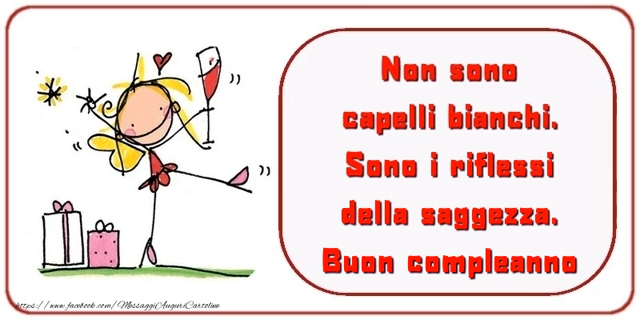 Non sono
capelli bianchi.
Sono i riflessi
della saggezza.
Buon compleanno
https://www.facebook.com/MessaggiAuguriCartoline